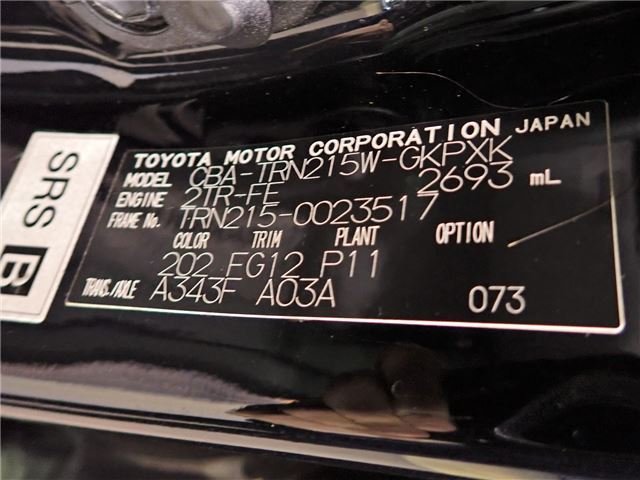 TOYOTA MOTOR CORPORATION JAPAN
MODEL CBA-TRN215W-GKPXK
ENGINE 2TR-FE 2693 mL
FRAME No. TRN215-0023517
COLOR TRIM PLANT OPTION
202 FG12 P11
TRANS./AXLE A343F A03A 073
SRS B